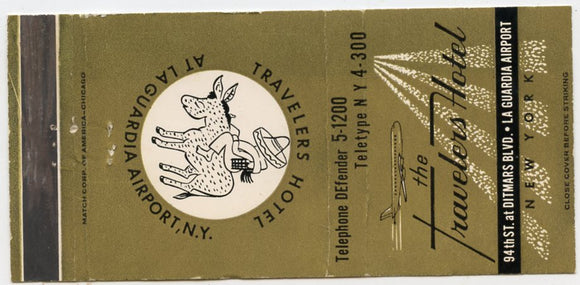 the
Travelers Hotel
94th ST. at DITMARS BLVD. • LA GUARDIA AIRPORT
NEW YORK
CLOSE COVER BEFORE STRIKING
Telephone DEfender 5-1200
Teletype N Y 4-300
TRAVELERS HOTEL
AT LA GUARDIA AIRPORT, N.Y.
MATCH CORP. OF AMERICA-CHICAGO